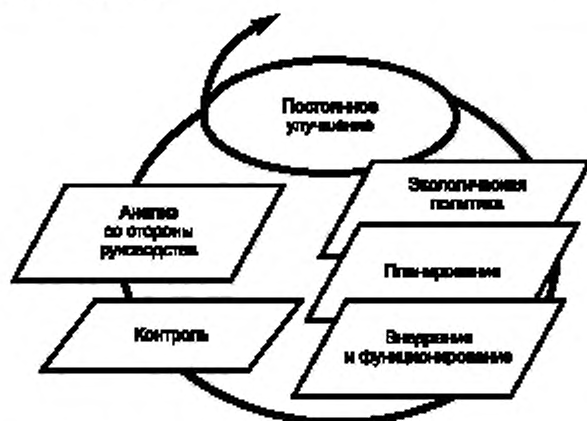 Постоянное
улучшение
Экологическая
политика
Планирование
Внедрение
и функционирование
Контроль
Анализ
со стороны
руководства